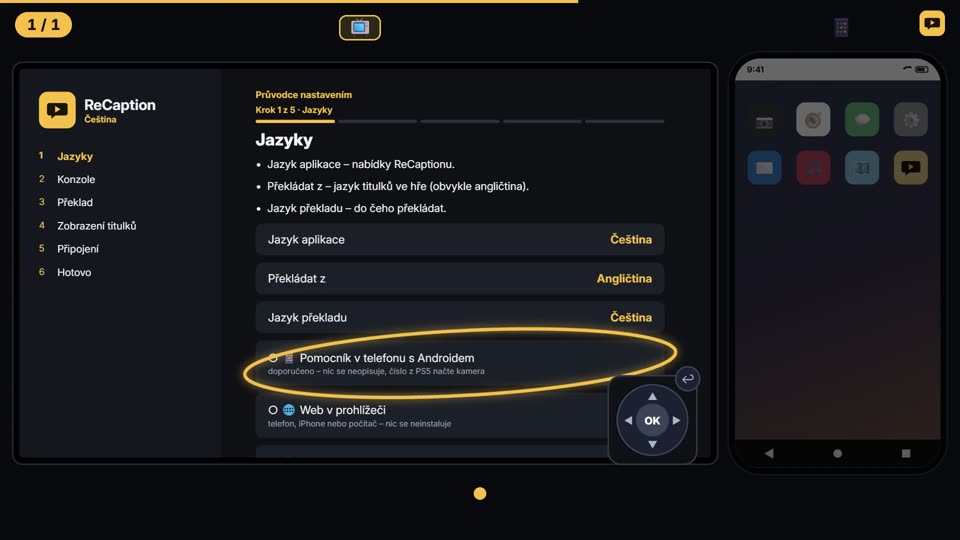 1 / 1
ReCaption
Čeština
1 Jazyky
2 Konzole
3 Překlad
4 Zobrazení titulků
5 Připojení
6 Hotovo
Průvodce nastavením
Krok 1 z 5 · Jazyky
Jazyky
• Jazyk aplikace – nabídky ReCaptionu.
• Překládat z – jazyk titulků ve hře (obvykle angličtina).
• Jazyk překladu – do čeho překládat.
Jazyk aplikace Čeština
Překládat z Angličtina
Jazyk překladu Čeština
Pomocník v telefonu s Androidem
doporučeno – nic se neopisuje, číslo z PS5 načte kamera
Web v prohlížeči
telefon, iPhone nebo počítač – nic se neinstaluje
OK
9:41